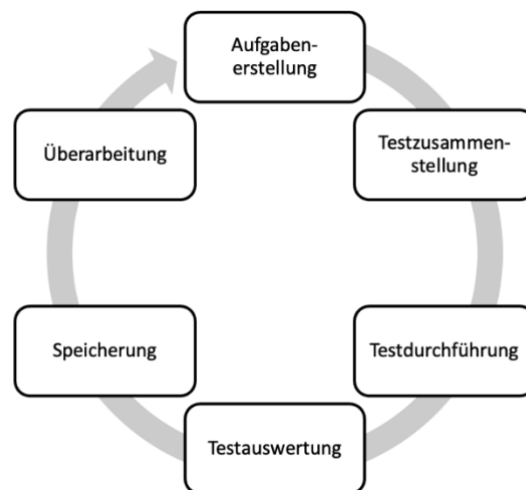 Aufgaben-
erstellung
Testzusammen-
stellung
Testdurchführung
Testauswertung
Speicherung
Überarbeitung